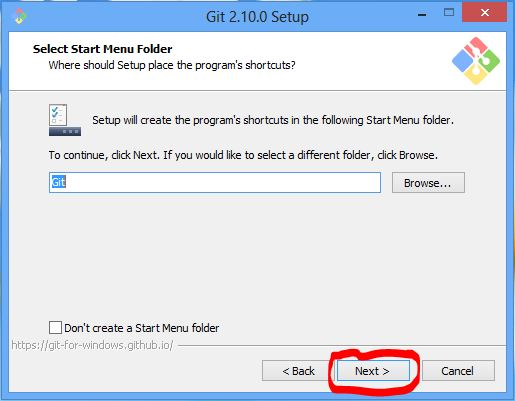 Git 2.10.0 Setup
Select Start Menu Folder
Where should Setup place the program's shortcuts?
Setup will create the program's shortcuts in the following Start Menu folder.
To continue, click Next. If you would like to select a different folder, click Browse.
Git
Browse...
Don't create a Start Menu folder
https://git-for-windows.github.io/
< Back
Next >
Cancel